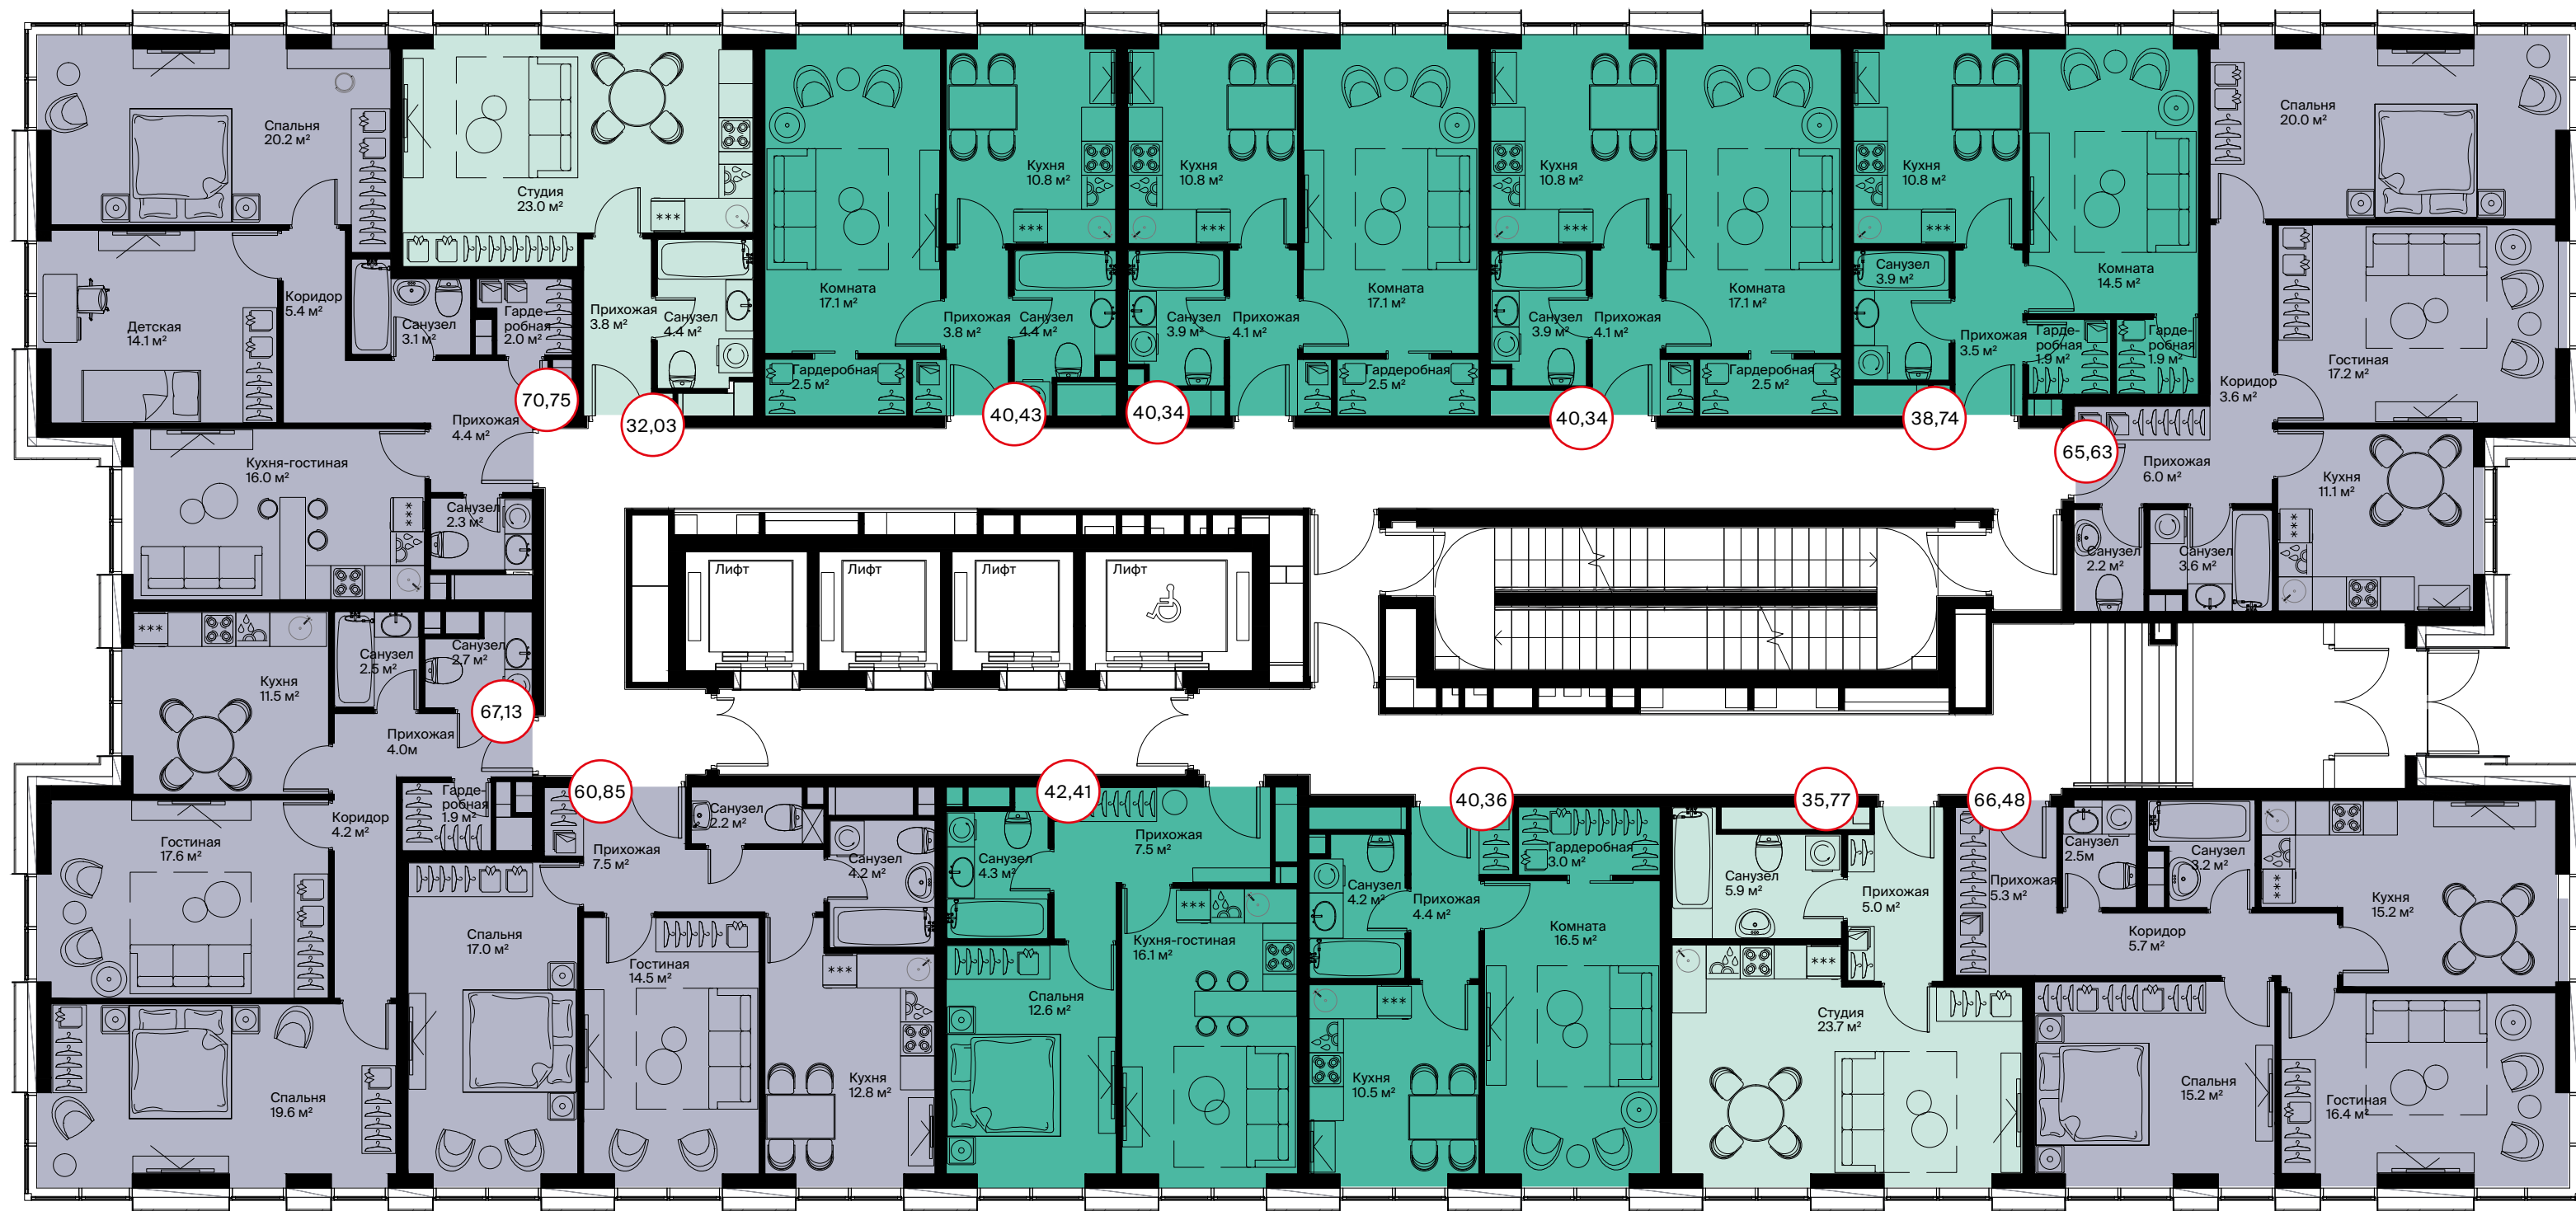 Спальня
20.2 м²
Студия
23.0 м²
Детская
14.1 м²
Коридор
5.4 м²
Санузел
3.1 м²
Гарде-
робная
2.0 м²
Прихожая
4.4 м²
Кухня-гостиная
16.0 м²
Санузел
2.3 м²
70,75
Прихожая
3.8 м²
Санузел
4.4 м²
32,03
Комната
17.1 м²
Кухня
10.8 м²
Прихожая
3.8 м²
Санузел
4.4 м²
Гардеробная
2.5 м²
40,43
Кухня
10.8 м²
Комната
17.1 м²
Санузел
3.9 м²
Прихожая
4.1 м²
Гардеробная
2.5 м²
40,34
Кухня
10.8 м²
Комната
17.1 м²
Санузел
3.9 м²
Прихожая
4.1 м²
Гардеробная
2.5 м²
40,34
Кухня
10.8 м²
Санузел
3.9 м²
Комната
14.5 м²
Прихожая
3.5 м²
Гарде-
робная
1.9 м²
Гарде-
робная
1.9 м²
38,74
Спальня
20.0 м²
Гостиная
17.2 м²
Коридор
3.6 м²
Прихожая
6.0 м²
Кухня
11.1 м²
Санузел
2.2 м²
Санузел
3.6 м²
65,63
Лифт
Лифт
Лифт
Лифт
Кухня
11.5 м²
Санузел
2.5 м²
Санузел
2.7 м²
Прихожая
4.0м
67,13
Гарде-
робная
1.9 м²
Коридор
4.2 м²
Гостиная
17.6 м²
Спальня
19.6 м²
60,85
Прихожая
7.5 м²
Санузел
2.2 м²
Санузел
4.2 м²
Спальня
17.0 м²
Гостиная
14.5 м²
Кухня
12.8 м²
42,41
Прихожая
7.5 м²
Санузел
4.3 м²
Кухня-гостиная
16.1 м²
Спальня
12.6 м²
40,36
Гардеробная
3.0 м²
Санузел
4.2 м²
Прихожая
4.4 м²
Комната
16.5 м²
Кухня
10.5 м²
35,77
Санузел
5.9 м²
Прихожая
5.0 м²
Студия
23.7 м²
66,48
Прихожая
5.3 м²
Санузел
2.5м
Санузел
3.2 м²
Коридор
5.7 м²
Кухня
15.2 м²
Спальня
15.2 м²
Гостиная
16.4 м²